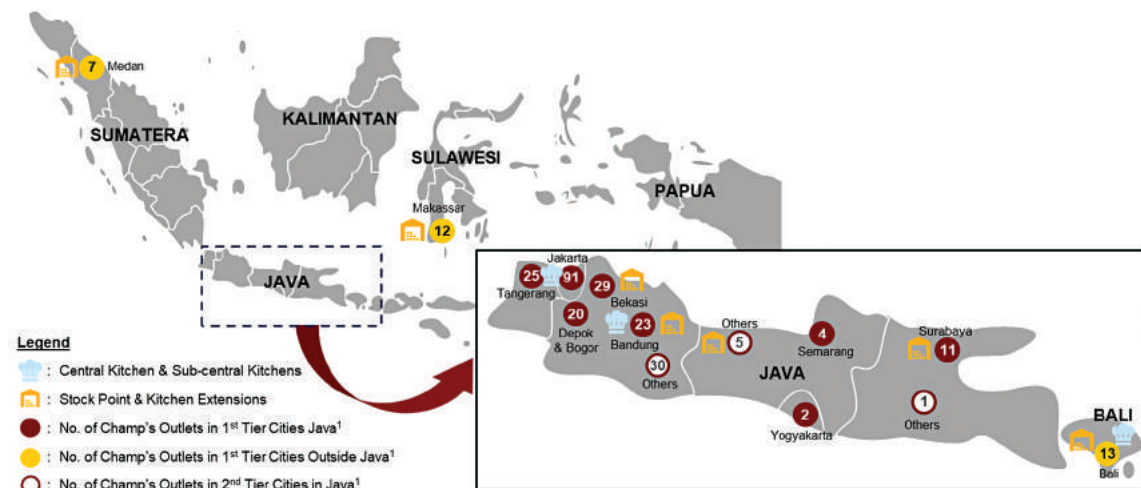 7 Medan
SUMATERA
KALIMANTAN
SULAWESI
Makassar
12
PAPUA
JAVA
Jakarta
25 91
Tangerang
29
Bekasi
20
Depok
& Bogor
23
Bandung
30
Others
Others
5
4
Semarang
JAVA
2
Yogyakarta
Surabaya
11
1
Others
BALI
13
Bali
Legend
: Central Kitchen & Sub-central Kitchens
: Stock Point & Kitchen Extensions
: No. of Champ's Outlets in 1st Tier Cities Java1
: No. of Champ's Outlets in 1st Tier Cities Outside Java1
: No. of Champ's Outlets in 2nd Tier Cities in Java1